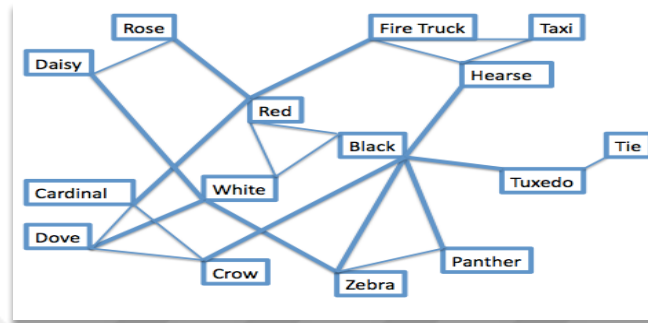 Rose
Fire Truck
Taxi
Daisy
Hearse
Red
Black
Tie
Cardinal
White
Tuxedo
Dove
Crow
Zebra
Panther